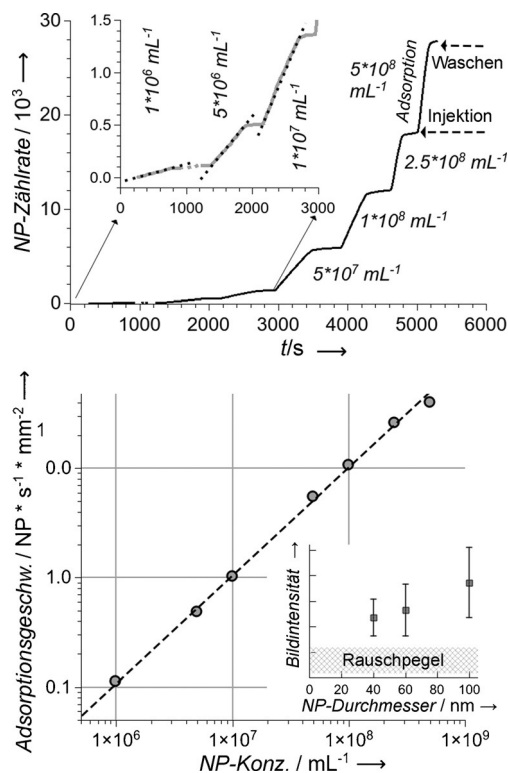 NP-Zählrate / 10³ →
30
20
10
0
0 1000 2000 3000 4000 5000 6000
t/s →
1.5
1.0
0.5
0.0
0 1000 2000 3000
1*10⁶ mL⁻¹
5*10⁶ mL⁻¹
1*10⁷ mL⁻¹
5*10⁷ mL⁻¹
1*10⁸ mL⁻¹
2.5*10⁸ mL⁻¹
5*10⁸
mL⁻¹
Adsorption
Waschen
Injektion
Adsorptionsgeschw. / NP * s⁻¹ * mm⁻² →
1
0.0
1.0
0.1
1×10⁶ 1×10⁷ 1×10⁸ 1×10⁹
NP-Konz. / mL⁻¹ →
Bildintensität →
Rauschpegel
0 20 40 60 80 100
NP-Durchmesser / nm →